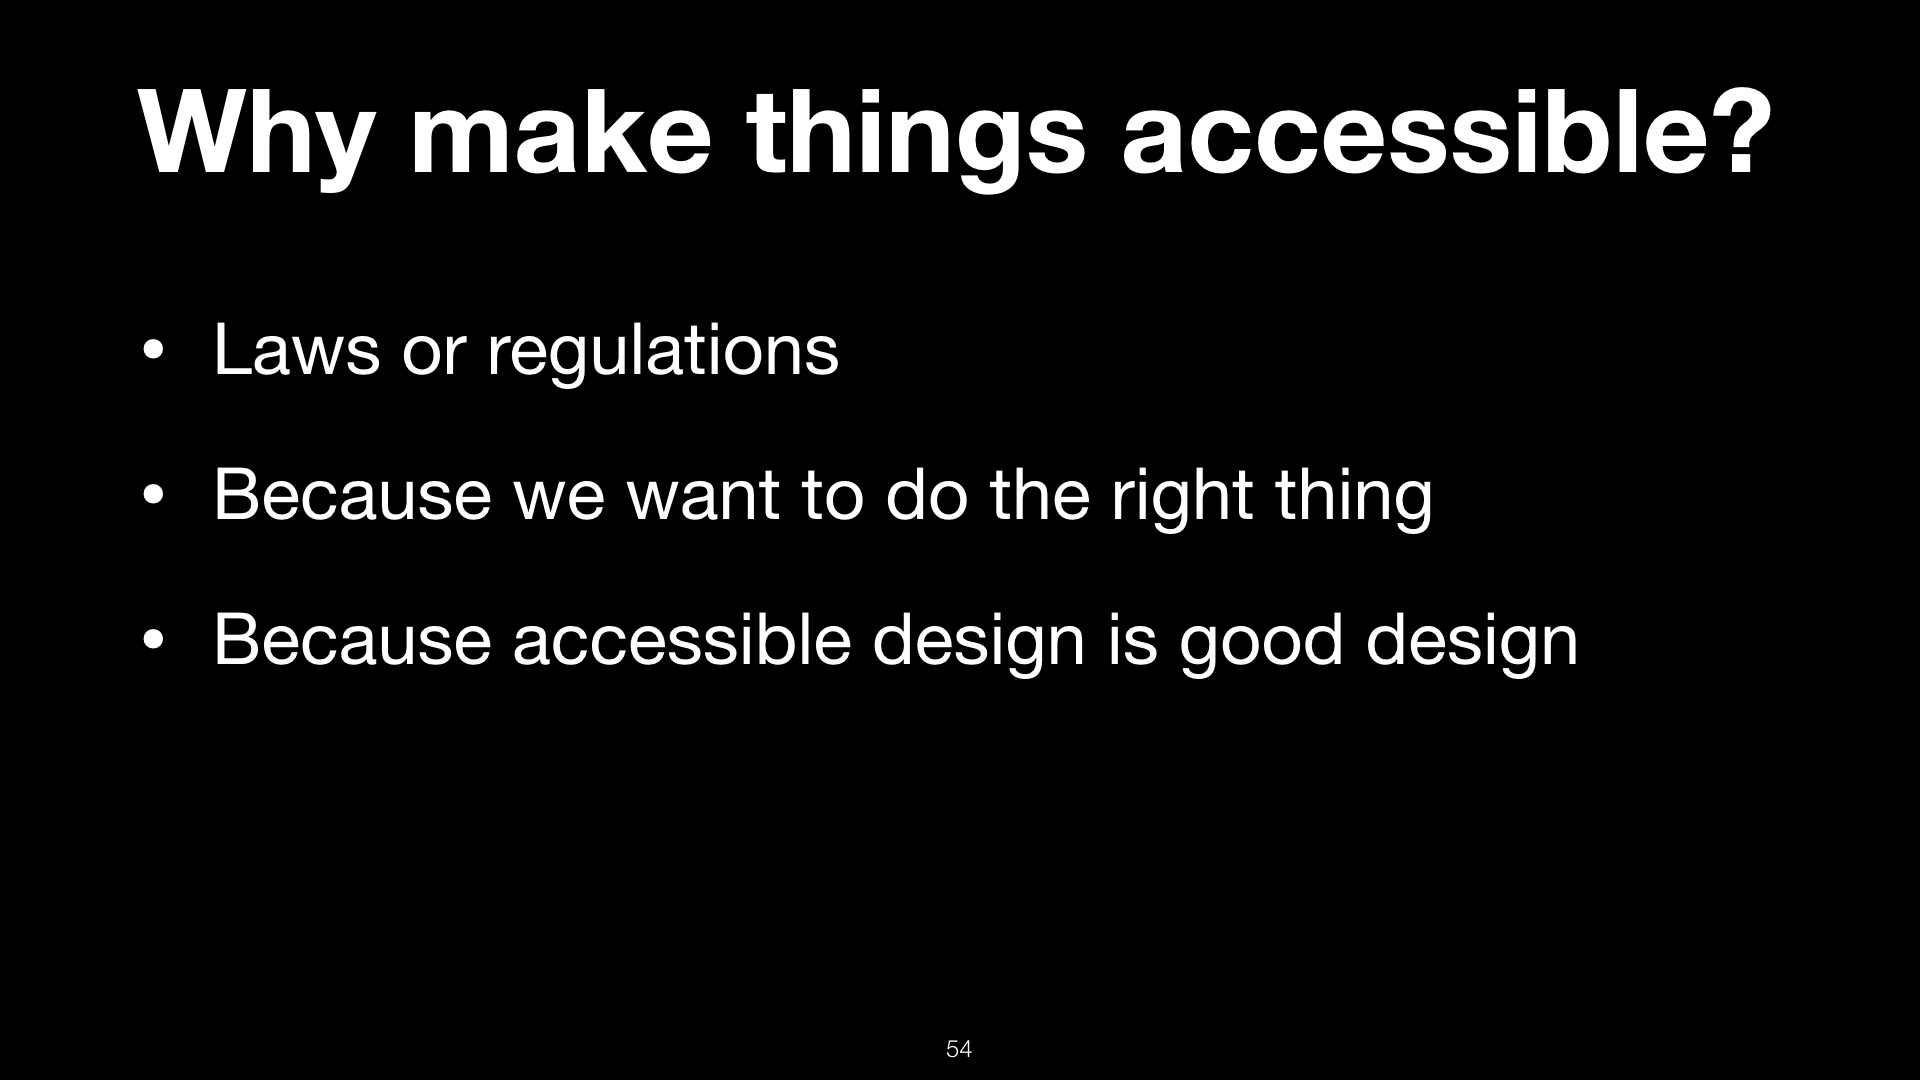 Why make things accessible?
• Laws or regulations
• Because we want to do the right thing
• Because accessible design is good design
54